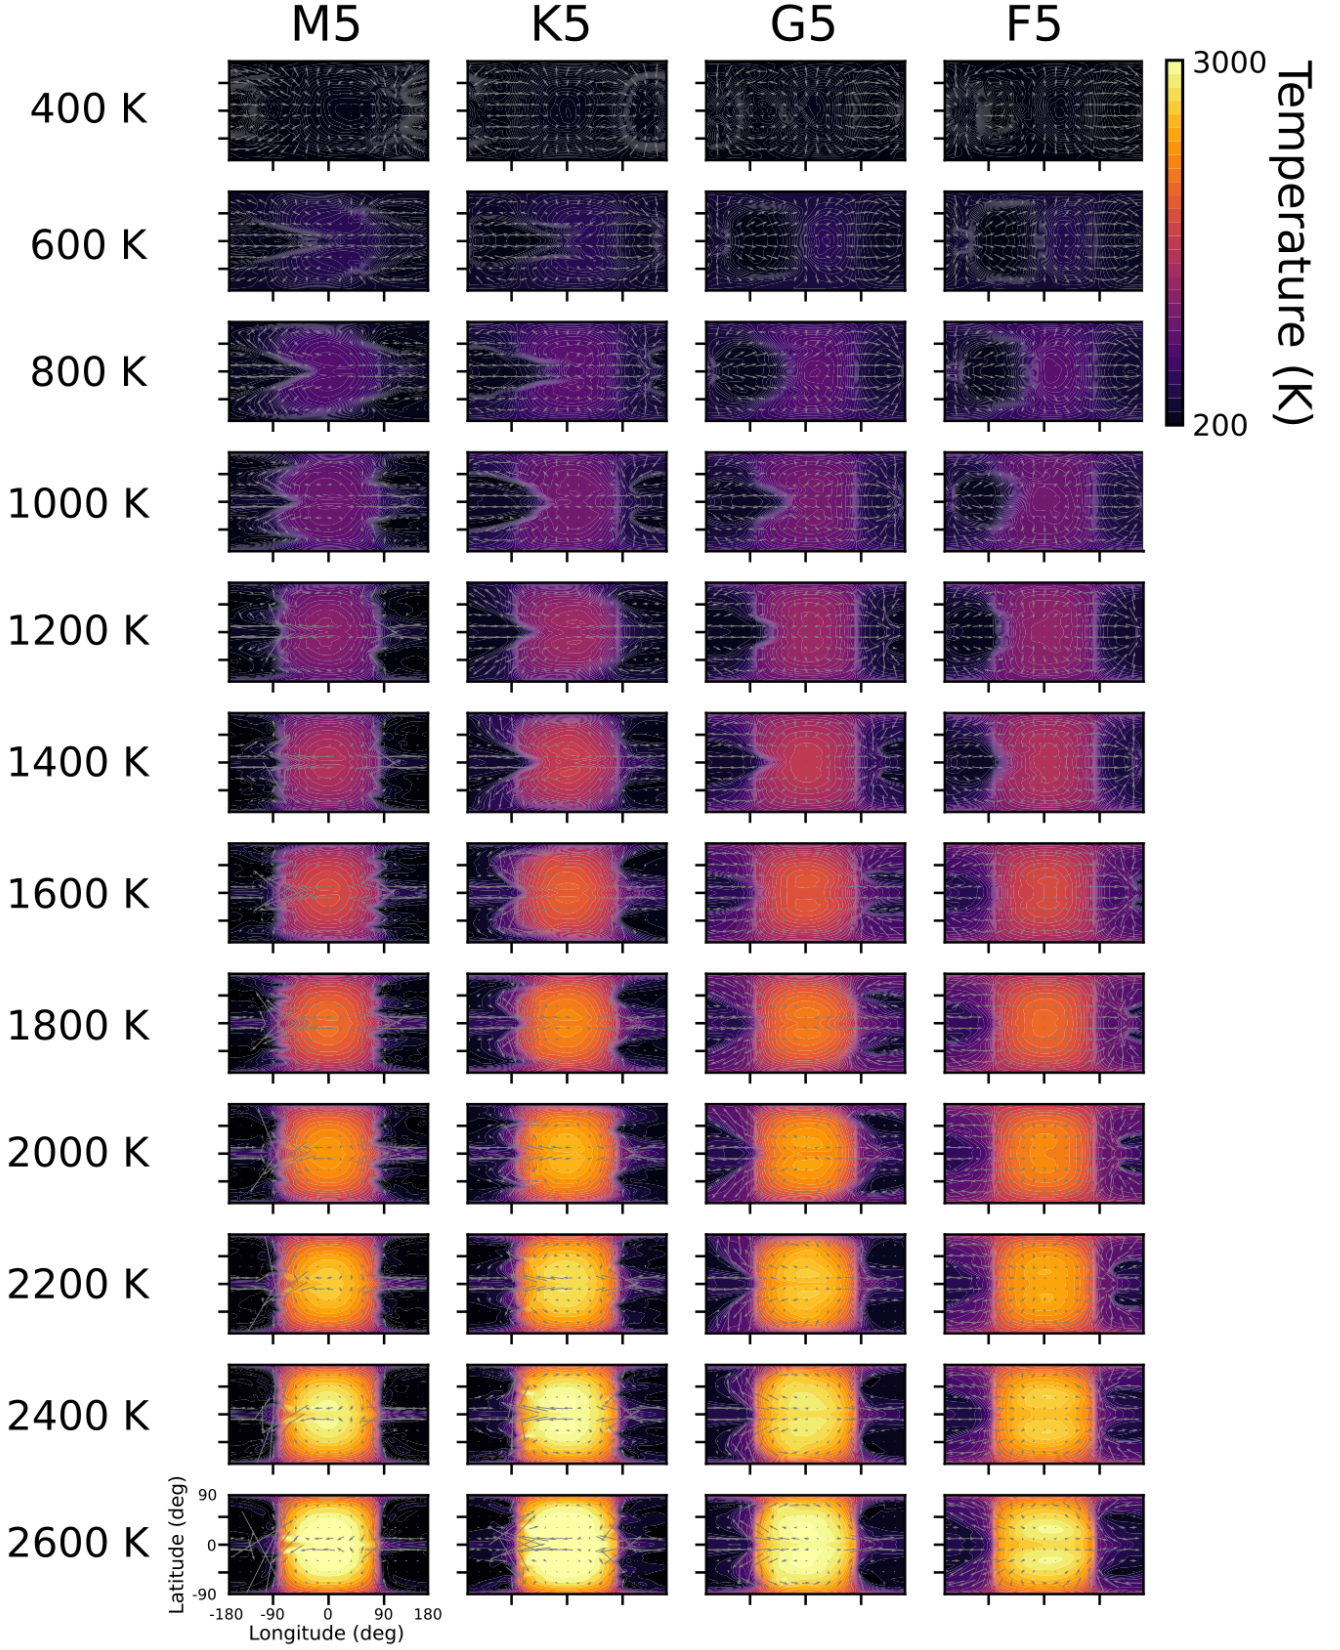 M5 K5 G5 F5
3000
Temperature (K)
200
400 K
600 K
800 K
1000 K
1200 K
1400 K
1600 K
1800 K
2000 K
2200 K
2400 K
2600 K
Latitude (deg)
90
0
-90
-180 -90 0 90 180
Longitude (deg)